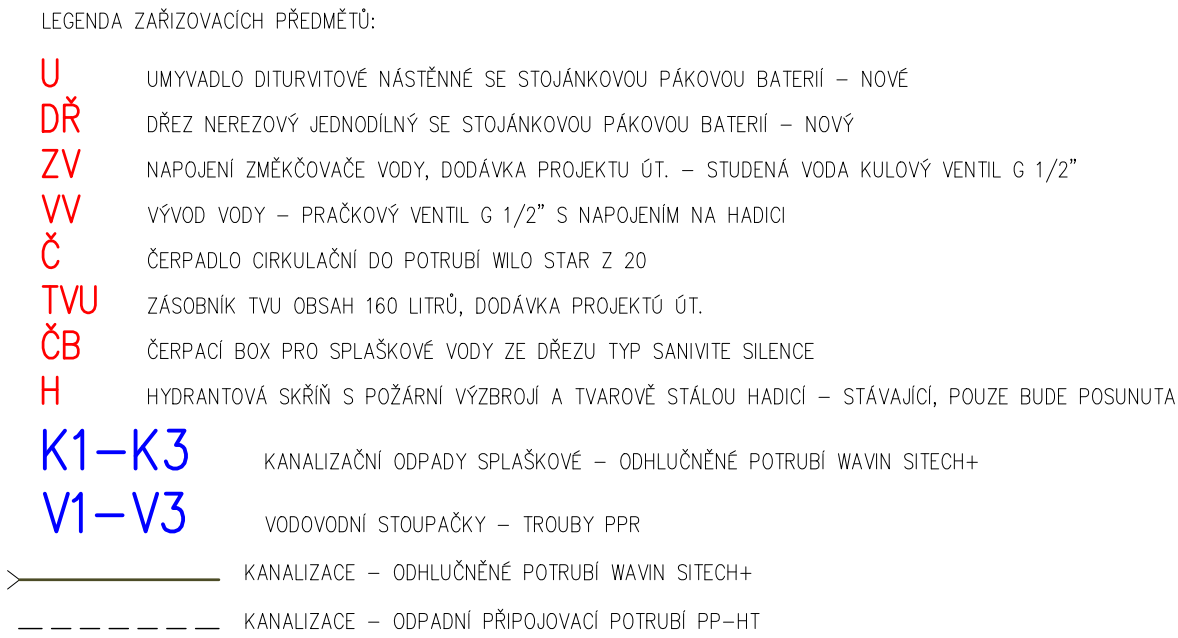 LEGENDA ZAŘIZOVACÍCH PŘEDMĚTŮ:
U UMYVADLO DITURVITOVÉ NÁSTĚNNÉ SE STOJÁNKOVOU PÁKOVOU BATERIÍ – NOVÉ
DŘ DŘEZ NEREZOVÝ JEDNODÍLNÝ SE STOJÁNKOVOU PÁKOVOU BATERIÍ – NOVÝ
ZV NAPOJENÍ ZMĚKČOVAČE VODY, DODÁVKA PROJEKTU ÚT. – STUDENÁ VODA KULOVÝ VENTIL G 1/2"
VV VÝVOD VODY – PRAČKOVÝ VENTIL G 1/2" S NAPOJENÍM NA HADICI
Č ČERPADLO CIRKULAČNÍ DO POTRUBÍ WILO STAR Z 20
TVU ZÁSOBNÍK TVU OBSAH 160 LITRŮ, DODÁVKA PROJEKTÚ ÚT.
ČB ČERPACÍ BOX PRO SPLAŠKOVÉ VODY ZE DŘEZU TYP SANIVITE SILENCE
H HYDRANTOVÁ SKŘÍŇ S POŽÁRNÍ VÝZBROJÍ A TVAROVĚ STÁLOU HADICÍ – STÁVAJÍCÍ, POUZE BUDE POSUNUTA
K1–K3 KANALIZAČNÍ ODPADY SPLAŠKOVÉ – ODHLUČNĚNÉ POTRUBÍ WAVIN SITECH+
V1–V3 VODOVODNÍ STOUPAČKY – TROUBY PPR
KANALIZACE – ODHLUČNĚNÉ POTRUBÍ WAVIN SITECH+
KANALIZACE – ODPADNÍ PŘIPOJOVACÍ POTRUBÍ PP–HT